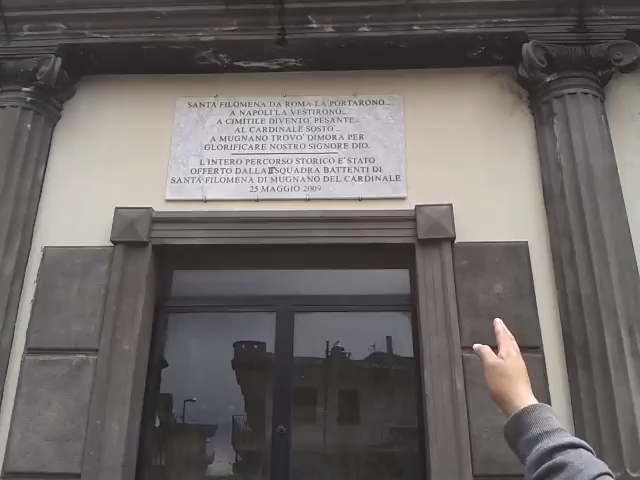 SANTA FILOMENA DA ROMA LA PORTARONO...
A NAPOLI LA VESTIRONO...
A CIMITILE DIVENTO' PESANTE...
AL CARDINALE SOSTO'...
A MUGNANO TROVO' DIMORA PER
GLORIFICARE NOSTRO SIGNORE DIO.
L'INTERO PERCORSO STORICO E' STATO
OFFERTO DALLA II SQUADRA BATTENTI DI
SANTA FILOMENA DI MUGNANO DEL CARDINALE
25 MAGGIO 2009